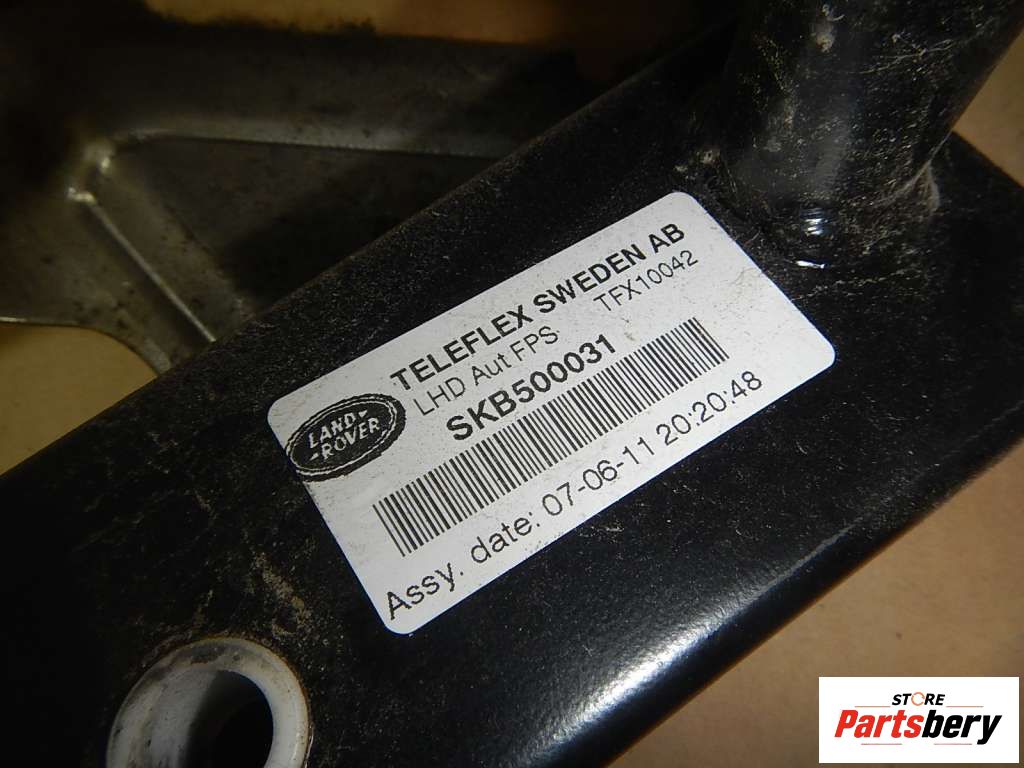 TELEFLEX SWEDEN AB
LHD Aut FPS TFX10042
SKB500031
LAND
ROVER
Assy. date: 07-06-11 20:20:48
STORE
Partsbery